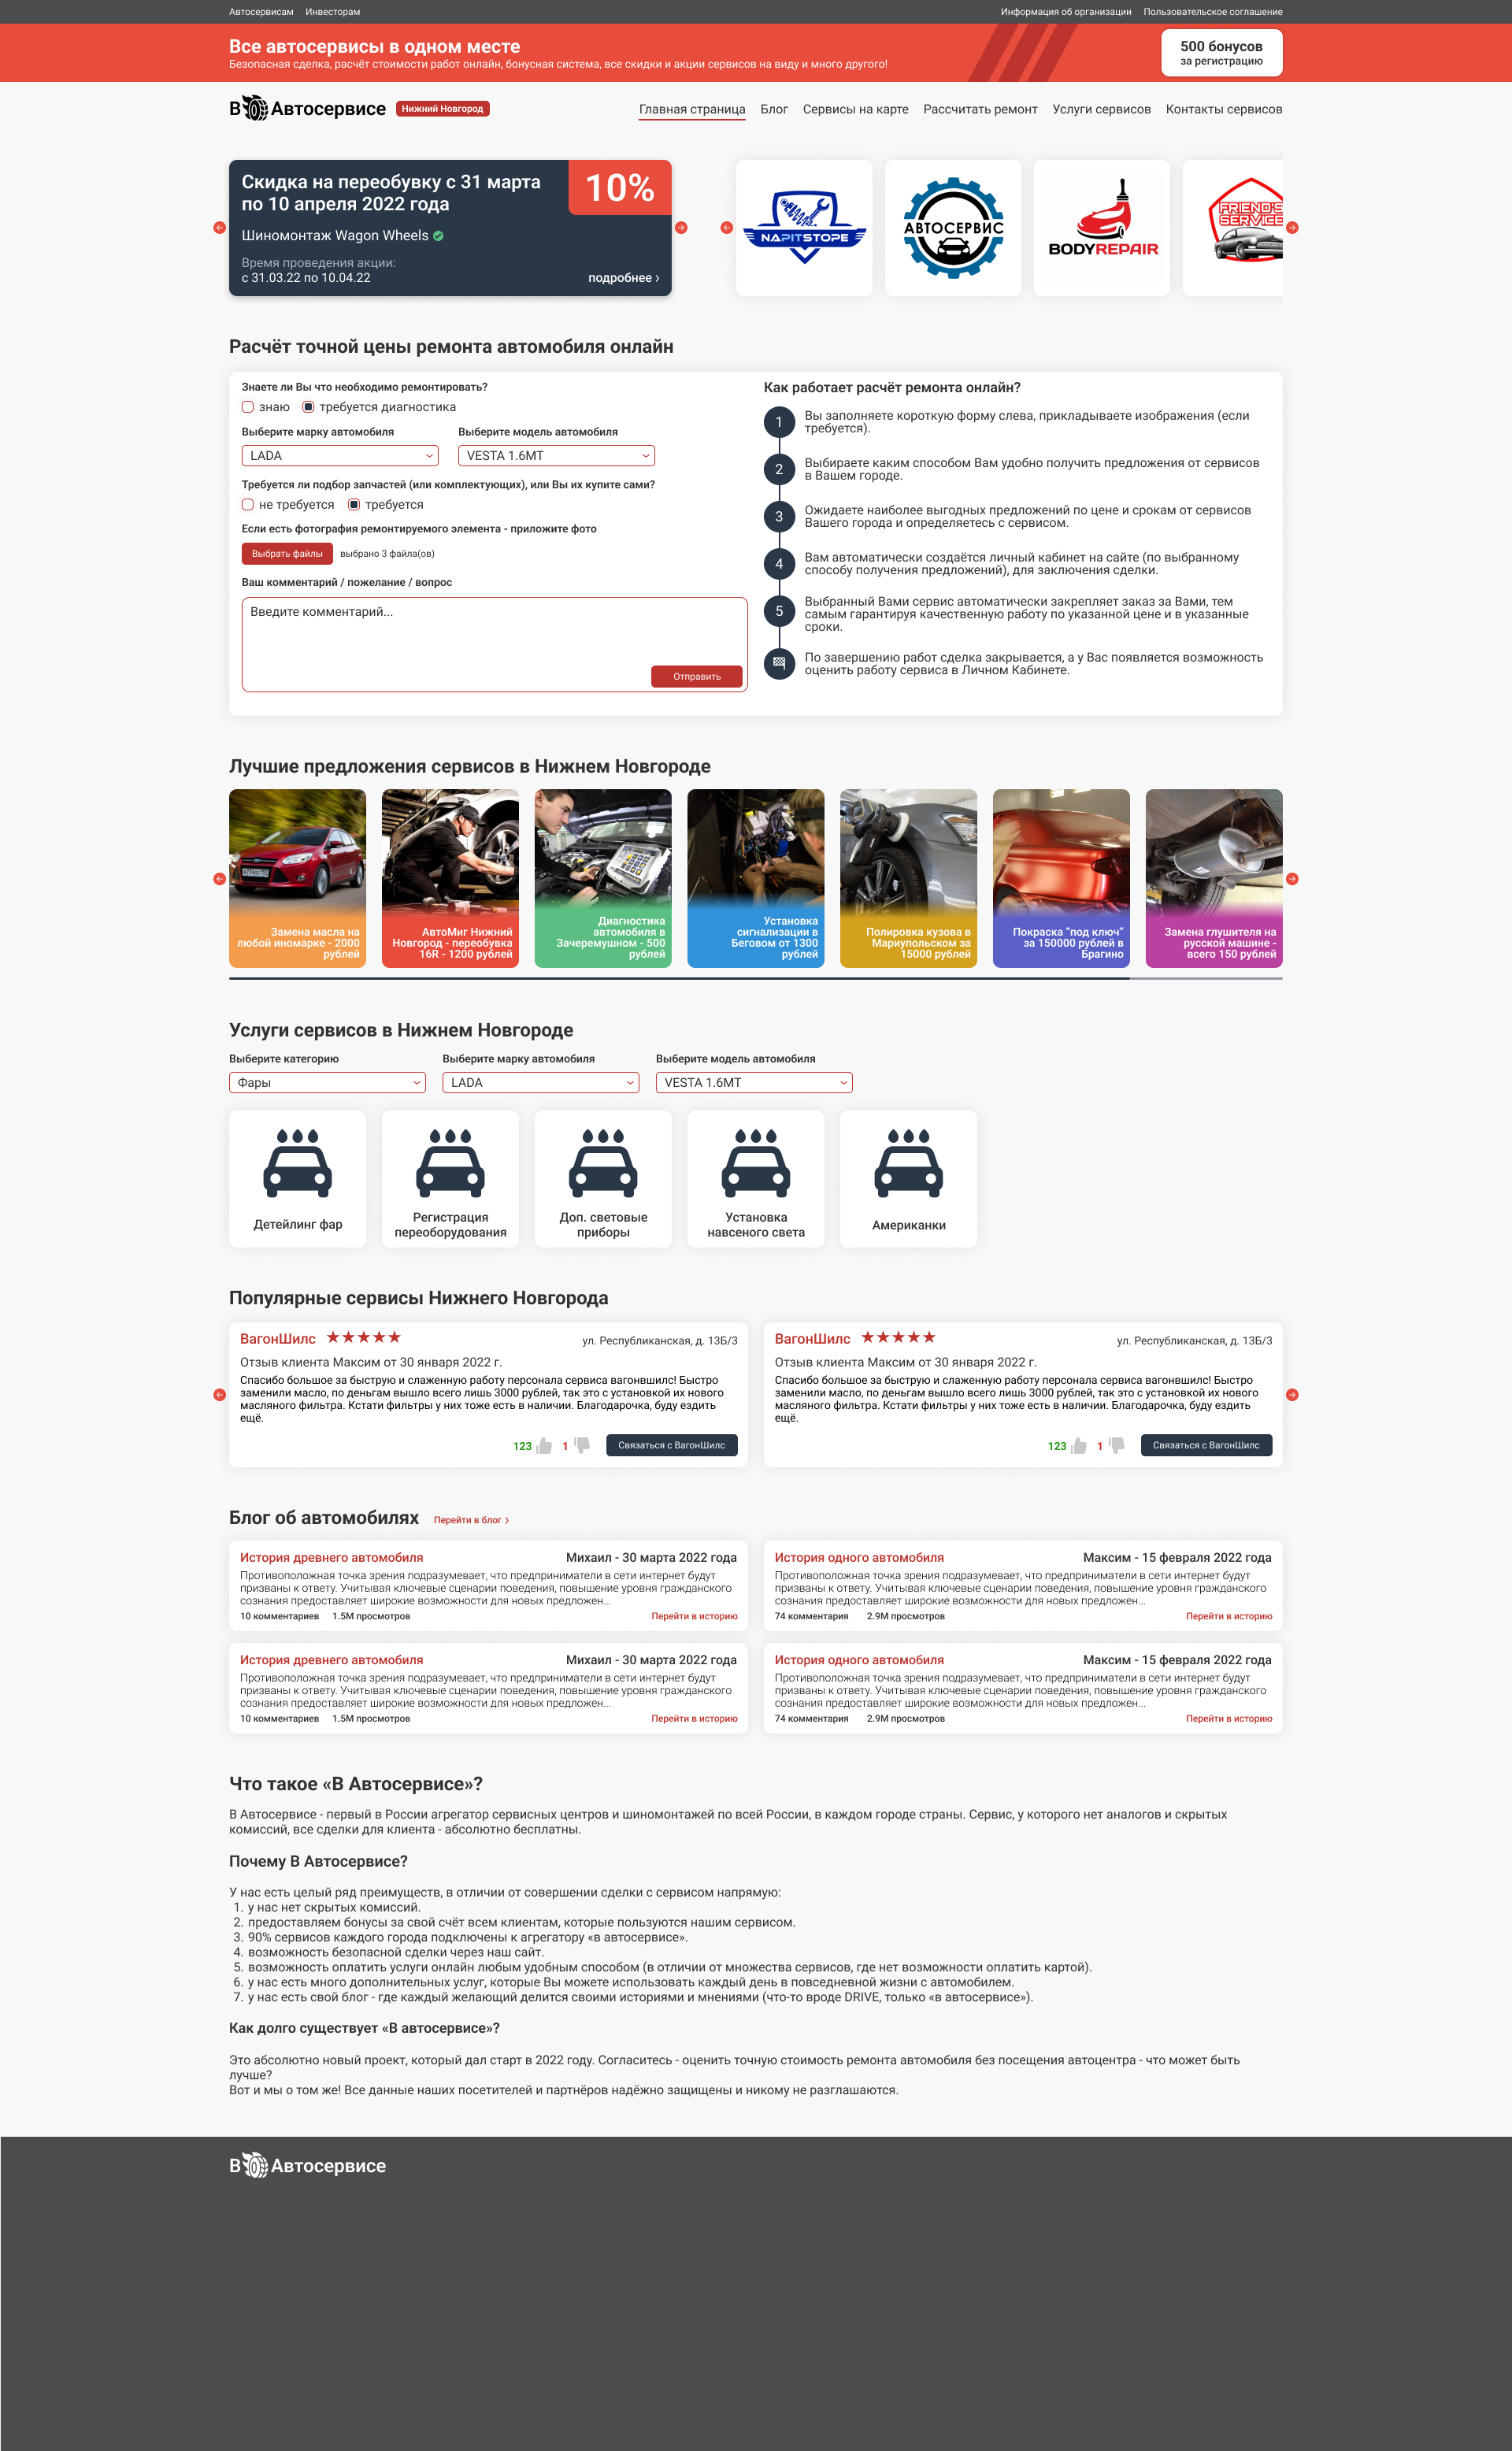 Автосервисам Инвесторам Информация об организации Пользовательское соглашение
Все автосервисы в одном месте
Безопасная сделка, расчёт стоимости работ онлайн, бонусная система, все скидки и акции сервисов на виду и много другого!
500 бонусов
за регистрацию
В Автосервисе Нижний Новгород
Главная страница Блог Сервисы на карте Рассчитать ремонт Услуги сервисов Контакты сервисов
Скидка на переобувку с 31 марта
по 10 апреля 2022 года
10%
Шиномонтаж Wagon Wheels
Время проведения акции:
с 31.03.22 по 10.04.22
подробнее ›
NAPITSTOPE
АВТОСЕРВИС
BODYREPAIR
FRIEND'S
SERVICE
Расчёт точной цены ремонта автомобиля онлайн
Знаете ли Вы что необходимо ремонтировать?
знаю требуется диагностика
Выберите марку автомобиля Выберите модель автомобиля
LADA VESTA 1.6MT
Требуется ли подбор запчастей (или комплектующих), или Вы их купите сами?
не требуется требуется
Если есть фотография ремонтируемого элемента - приложите фото
Выбрать файлы выбрано 3 файла(ов)
Ваш комментарий / пожелание / вопрос
Введите комментарий...
Отправить
Как работает расчёт ремонта онлайн?
1 Вы заполняете короткую форму слева, прикладываете изображения (если
требуется).
2 Выбираете каким способом Вам удобно получить предложения от сервисов
в Вашем городе.
3 Ожидаете наиболее выгодных предложений по цене и срокам от сервисов
Вашего города и определяетесь с сервисом.
4 Вам автоматически создаётся личный кабинет на сайте (по выбранному
способу получения предложений), для заключения сделки.
5 Выбранный Вами сервис автоматически закрепляет заказ за Вами, тем
самым гарантируя качественную работу по указанной цене и в указанные
сроки.
По завершению работ сделка закрывается, а у Вас появляется возможность
оценить работу сервиса в Личном Кабинете.
Лучшие предложения сервисов в Нижнем Новгороде
Замена масла на
любой иномарке - 2000
рублей
АвтоМиг Нижний
Новгород - переобувка
16R - 1200 рублей
Диагностика
автомобиля в
Зачеремушном - 500
рублей
Установка
сигнализации в
Беговом от 1300
рублей
Полировка кузова в
Мариупольском за
15000 рублей
Покраска “под ключ”
за 150000 рублей в
Брагино
Замена глушителя на
русской машине -
всего 150 рублей
Услуги сервисов в Нижнем Новгороде
Выберите категорию Выберите марку автомобиля Выберите модель автомобиля
Фары LADA VESTA 1.6MT
Детейлинг фар
Регистрация
переоборудования
Доп. световые
приборы
Установка
навсеного света
Американки
Популярные сервисы Нижнего Новгорода
ВагонШилс ★★★★★ ул. Республиканская, д. 13Б/3
Отзыв клиента Максим от 30 января 2022 г.
Спасибо большое за быструю и слаженную работу персонала сервиса вагонвшилс! Быстро
заменили масло, по деньгам вышло всего лишь 3000 рублей, так это с установкой их нового
масляного фильтра. Кстати фильтры у них тоже есть в наличии. Благодарочка, буду ездить
ещё.
123 1 Связаться с ВагонШилс
ВагонШилс ★★★★★ ул. Республиканская, д. 13Б/3
Отзыв клиента Максим от 30 января 2022 г.
Спасибо большое за быструю и слаженную работу персонала сервиса вагонвшилс! Быстро
заменили масло, по деньгам вышло всего лишь 3000 рублей, так это с установкой их нового
масляного фильтра. Кстати фильтры у них тоже есть в наличии. Благодарочка, буду ездить
ещё.
123 1 Связаться с ВагонШилс
Блог об автомобилях Перейти в блог ›
История древнего автомобиля Михаил - 30 марта 2022 года
Противоположная точка зрения подразумевает, что предприниматели в сети интернет будут
призваны к ответу. Учитывая ключевые сценарии поведения, повышение уровня гражданского
сознания предоставляет широкие возможности для новых предложен...
10 комментариев 1.5М просмотров Перейти в историю
История одного автомобиля Максим - 15 февраля 2022 года
Противоположная точка зрения подразумевает, что предприниматели в сети интернет будут
призваны к ответу. Учитывая ключевые сценарии поведения, повышение уровня гражданского
сознания предоставляет широкие возможности для новых предложен...
74 комментария 2.9М просмотров Перейти в историю
История древнего автомобиля Михаил - 30 марта 2022 года
Противоположная точка зрения подразумевает, что предприниматели в сети интернет будут
призваны к ответу. Учитывая ключевые сценарии поведения, повышение уровня гражданского
сознания предоставляет широкие возможности для новых предложен...
10 комментариев 1.5М просмотров Перейти в историю
История одного автомобиля Максим - 15 февраля 2022 года
Противоположная точка зрения подразумевает, что предприниматели в сети интернет будут
призваны к ответу. Учитывая ключевые сценарии поведения, повышение уровня гражданского
сознания предоставляет широкие возможности для новых предложен...
74 комментария 2.9М просмотров Перейти в историю
Что такое «В Автосервисе»?
В Автосервисе - первый в России агрегатор сервисных центров и шиномонтажей по всей России, в каждом городе страны. Сервис, у которого нет аналогов и скрытых
комиссий, все сделки для клиента - абсолютно бесплатны.
Почему В Автосервисе?
У нас есть целый ряд преимуществ, в отличии от совершении сделки с сервисом напрямую:
1. у нас нет скрытых комиссий.
2. предоставляем бонусы за свой счёт всем клиентам, которые пользуются нашим сервисом.
3. 90% сервисов каждого города подключены к агрегатору «в автосервисе».
4. возможность безопасной сделки через наш сайт.
5. возможность оплатить услуги онлайн любым удобным способом (в отличии от множества сервисов, где нет возможности оплатить картой).
6. у нас есть много дополнительных услуг, которые Вы можете использовать каждый день в повседневной жизни с автомобилем.
7. у нас есть свой блог - где каждый желающий делится своими историями и мнениями (что-то вроде DRIVE, только «в автосервисе»).
Как долго существует «В автосервисе»?
Это абсолютно новый проект, который дал старт в 2022 году. Согласитесь - оценить точную стоимость ремонта автомобиля без посещения автоцентра - что может быть
лучше?
Вот и мы о том же! Все данные наших посетителей и партнёров надёжно защищены и никому не разглашаются.
В Автосервисе